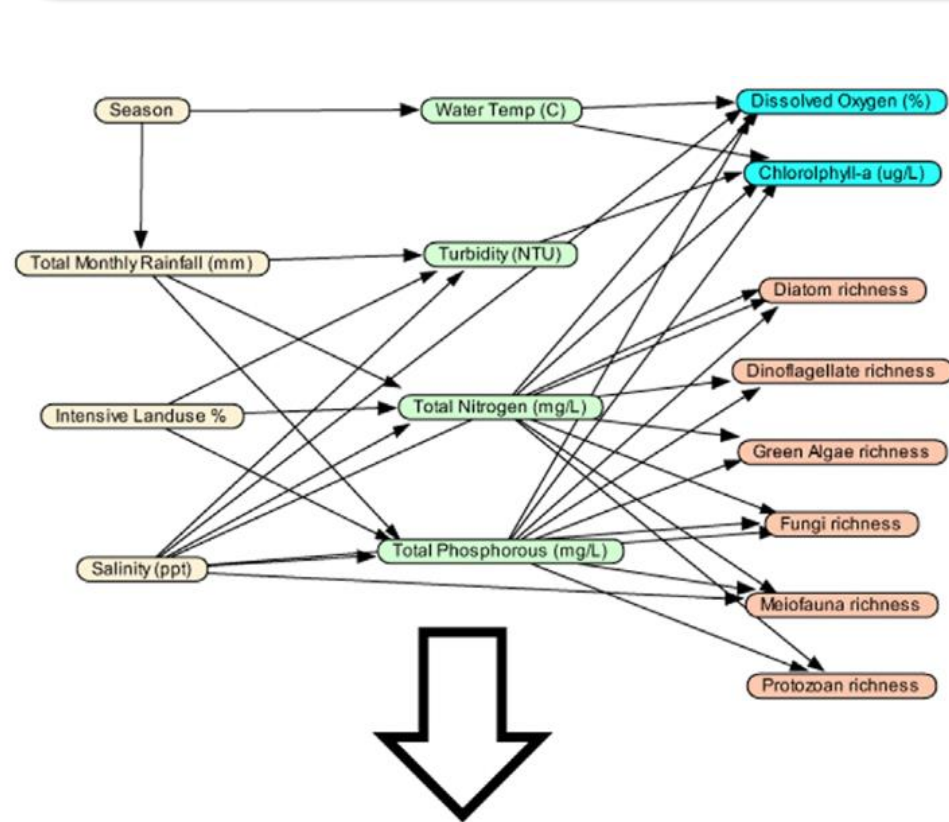 Season
Water Temp (C)
Dissolved Oxygen (%)
Chlorolphyll-a (ug/L)
Total Monthly Rainfall (mm)
Turbidity (NTU)
Diatom richness
Dinoflagellate richness
Intensive Landuse %
Total Nitrogen (mg/L)
Green Algae richness
Fungi richness
Salinity (ppt)
Total Phosphorous (mg/L)
Meiofauna richness
Protozoan richness